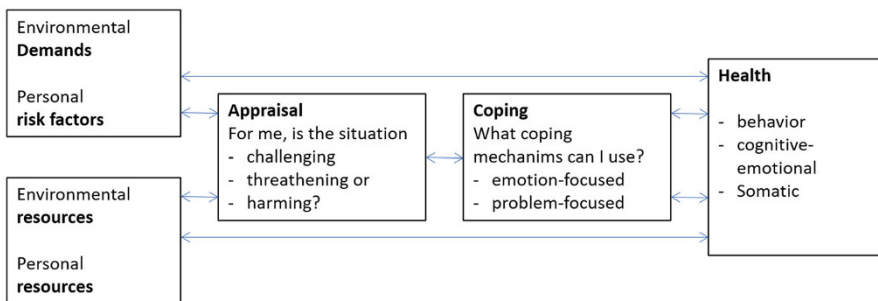 Environmental
Demands
Personal
risk factors
Environmental
resources
Personal
resources
Appraisal
For me, is the situation
- challenging
- threathening or
- harming?
Coping
What coping
mechanims can I use?
- emotion-focused
- problem-focused
Health
- behavior
- cognitive-
emotional
- Somatic